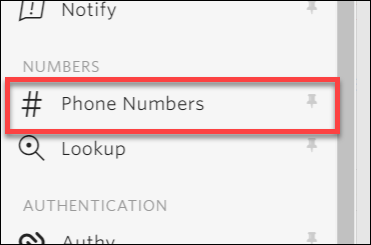 Notify
NUMBERS
# Phone Numbers
Lookup
AUTHENTICATION
Authy